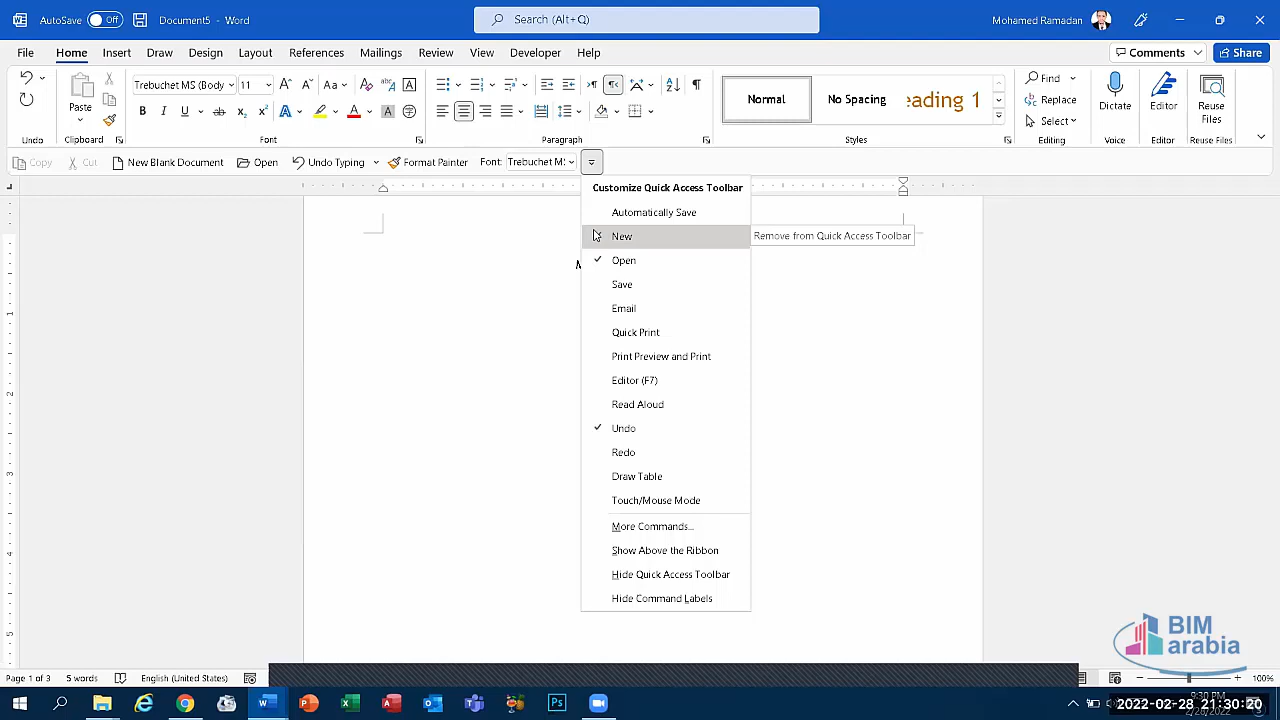 AutoSave Off Document5 - Word Search (Alt+Q) Mohamed Ramadan
File Home Insert Draw Design Layout References Mailings Review View Developer Help Comments Share
Paste Trebuchet MS (Body 11 Aa Normal No Spacing eading 1 Find Replace Select Dictate Editor Reuse Files
Undo Clipboard Font Paragraph Styles Editing Voice Editor Reuse Files
Copy Cut New Blank Document Open Undo Typing Format Painter Font: Trebuchet M
Customize Quick Access Toolbar
Automatically Save
New Remove from Quick Access Toolbar
Open
Save
Email
Quick Print
Print Preview and Print
Editor (F7)
Read Aloud
Undo
Redo
Draw Table
Touch/Mouse Mode
More Commands...
Show Above the Ribbon
Hide Quick Access Toolbar
Hide Command Labels
BIM
arabia
Page 1 of 3 5 words English (United States) 100%
9:30 PM
2022-02-28 21:30:20